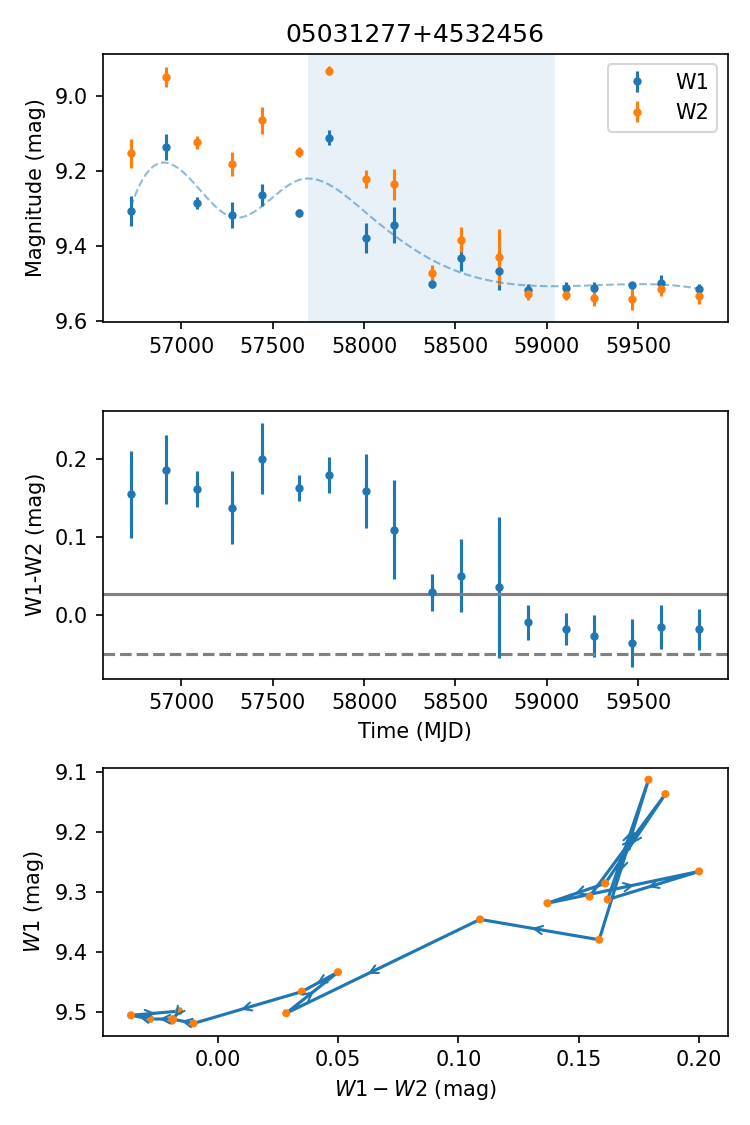 05031277+4532456
Magnitude (mag)
9.0
9.2
9.4
9.6
W1
W2
57000 57500 58000 58500 59000 59500
W1-W2 (mag)
0.2
0.1
0.0
57000 57500 58000 58500 59000 59500
Time (MJD)
W1 (mag)
9.1
9.2
9.3
9.4
9.5
0.00 0.05 0.10 0.15 0.20
W1 − W2 (mag)